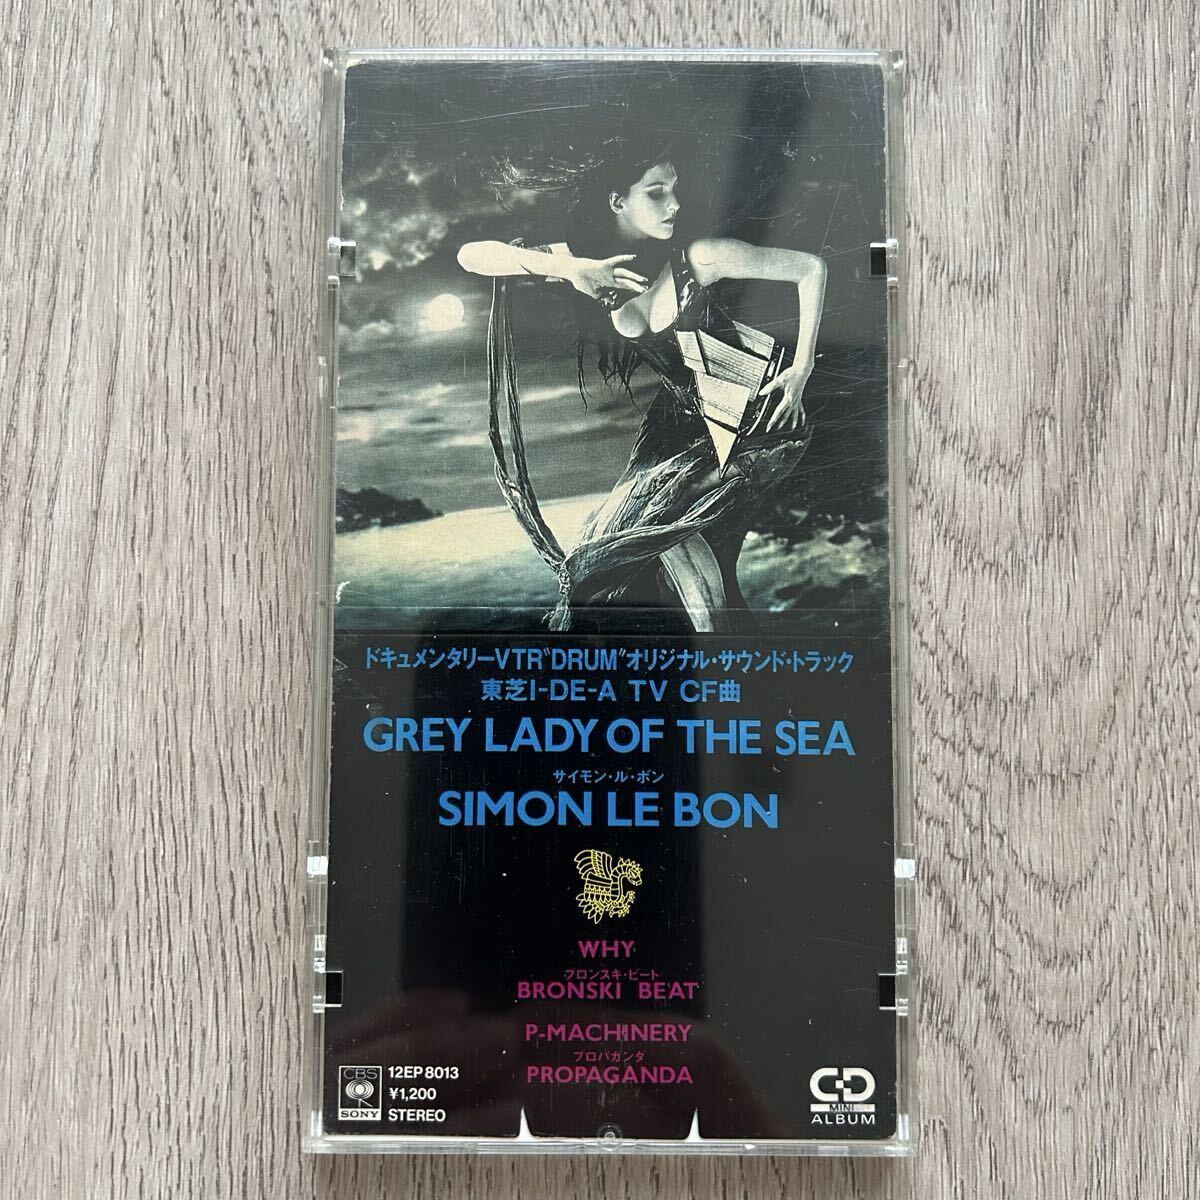 ドキュメンタリーVTR"DRUM"オリジナル・サウンド・トラック
東芝I-DE-A TV CF曲
GREY LADY OF THE SEA
サイモン・ル・ボン
SIMON LE BON
WHY
ブロンスキ・ビート
BRONSKI BEAT
P-MACHINERY
プロパガンダ
PROPAGANDA
CBS
SONY
12EP 8013
¥1,200
STEREO
CD
MINI
ALBUM